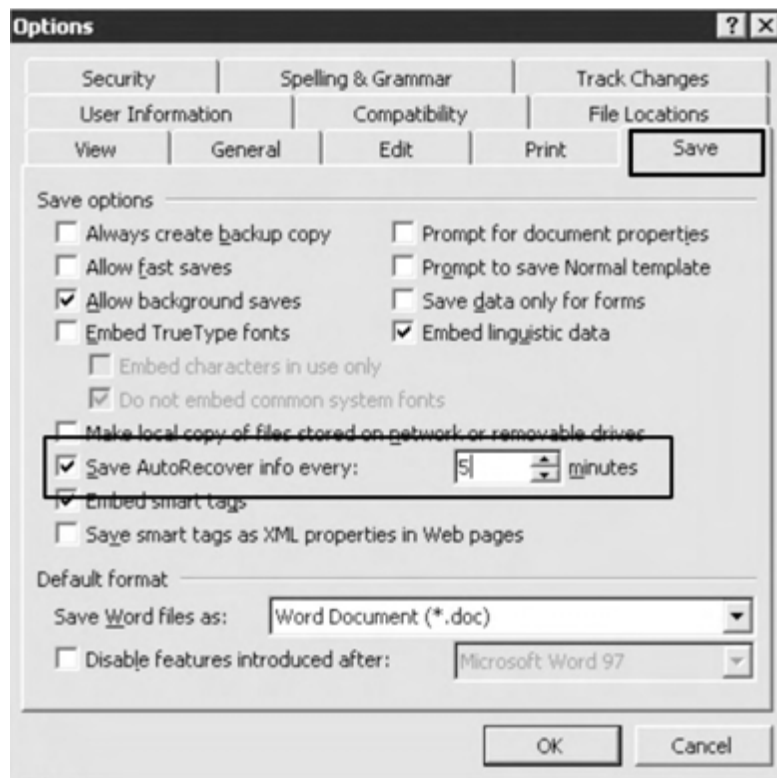 Options
Security Spelling & Grammar Track Changes
User Information Compatibility File Locations
View General Edit Print Save
Save options
Always create backup copy Prompt for document properties
Allow fast saves Prompt to save Normal template
Allow background saves Save data only for forms
Embed TrueType fonts Embed linguistic data
Embed characters in use only
Do not embed common system fonts
Make local copy of files stored on network or removable drives
Save AutoRecover info every: 5 minutes
Embed smart tags
Save smart tags as XML properties in Web pages
Default format
Save Word files as: Word Document (*.doc)
Disable features introduced after: Microsoft Word 97
OK Cancel